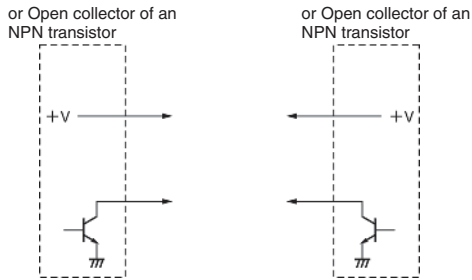 or Open collector of an
NPN transistor
+V
or Open collector of an
NPN transistor
+V